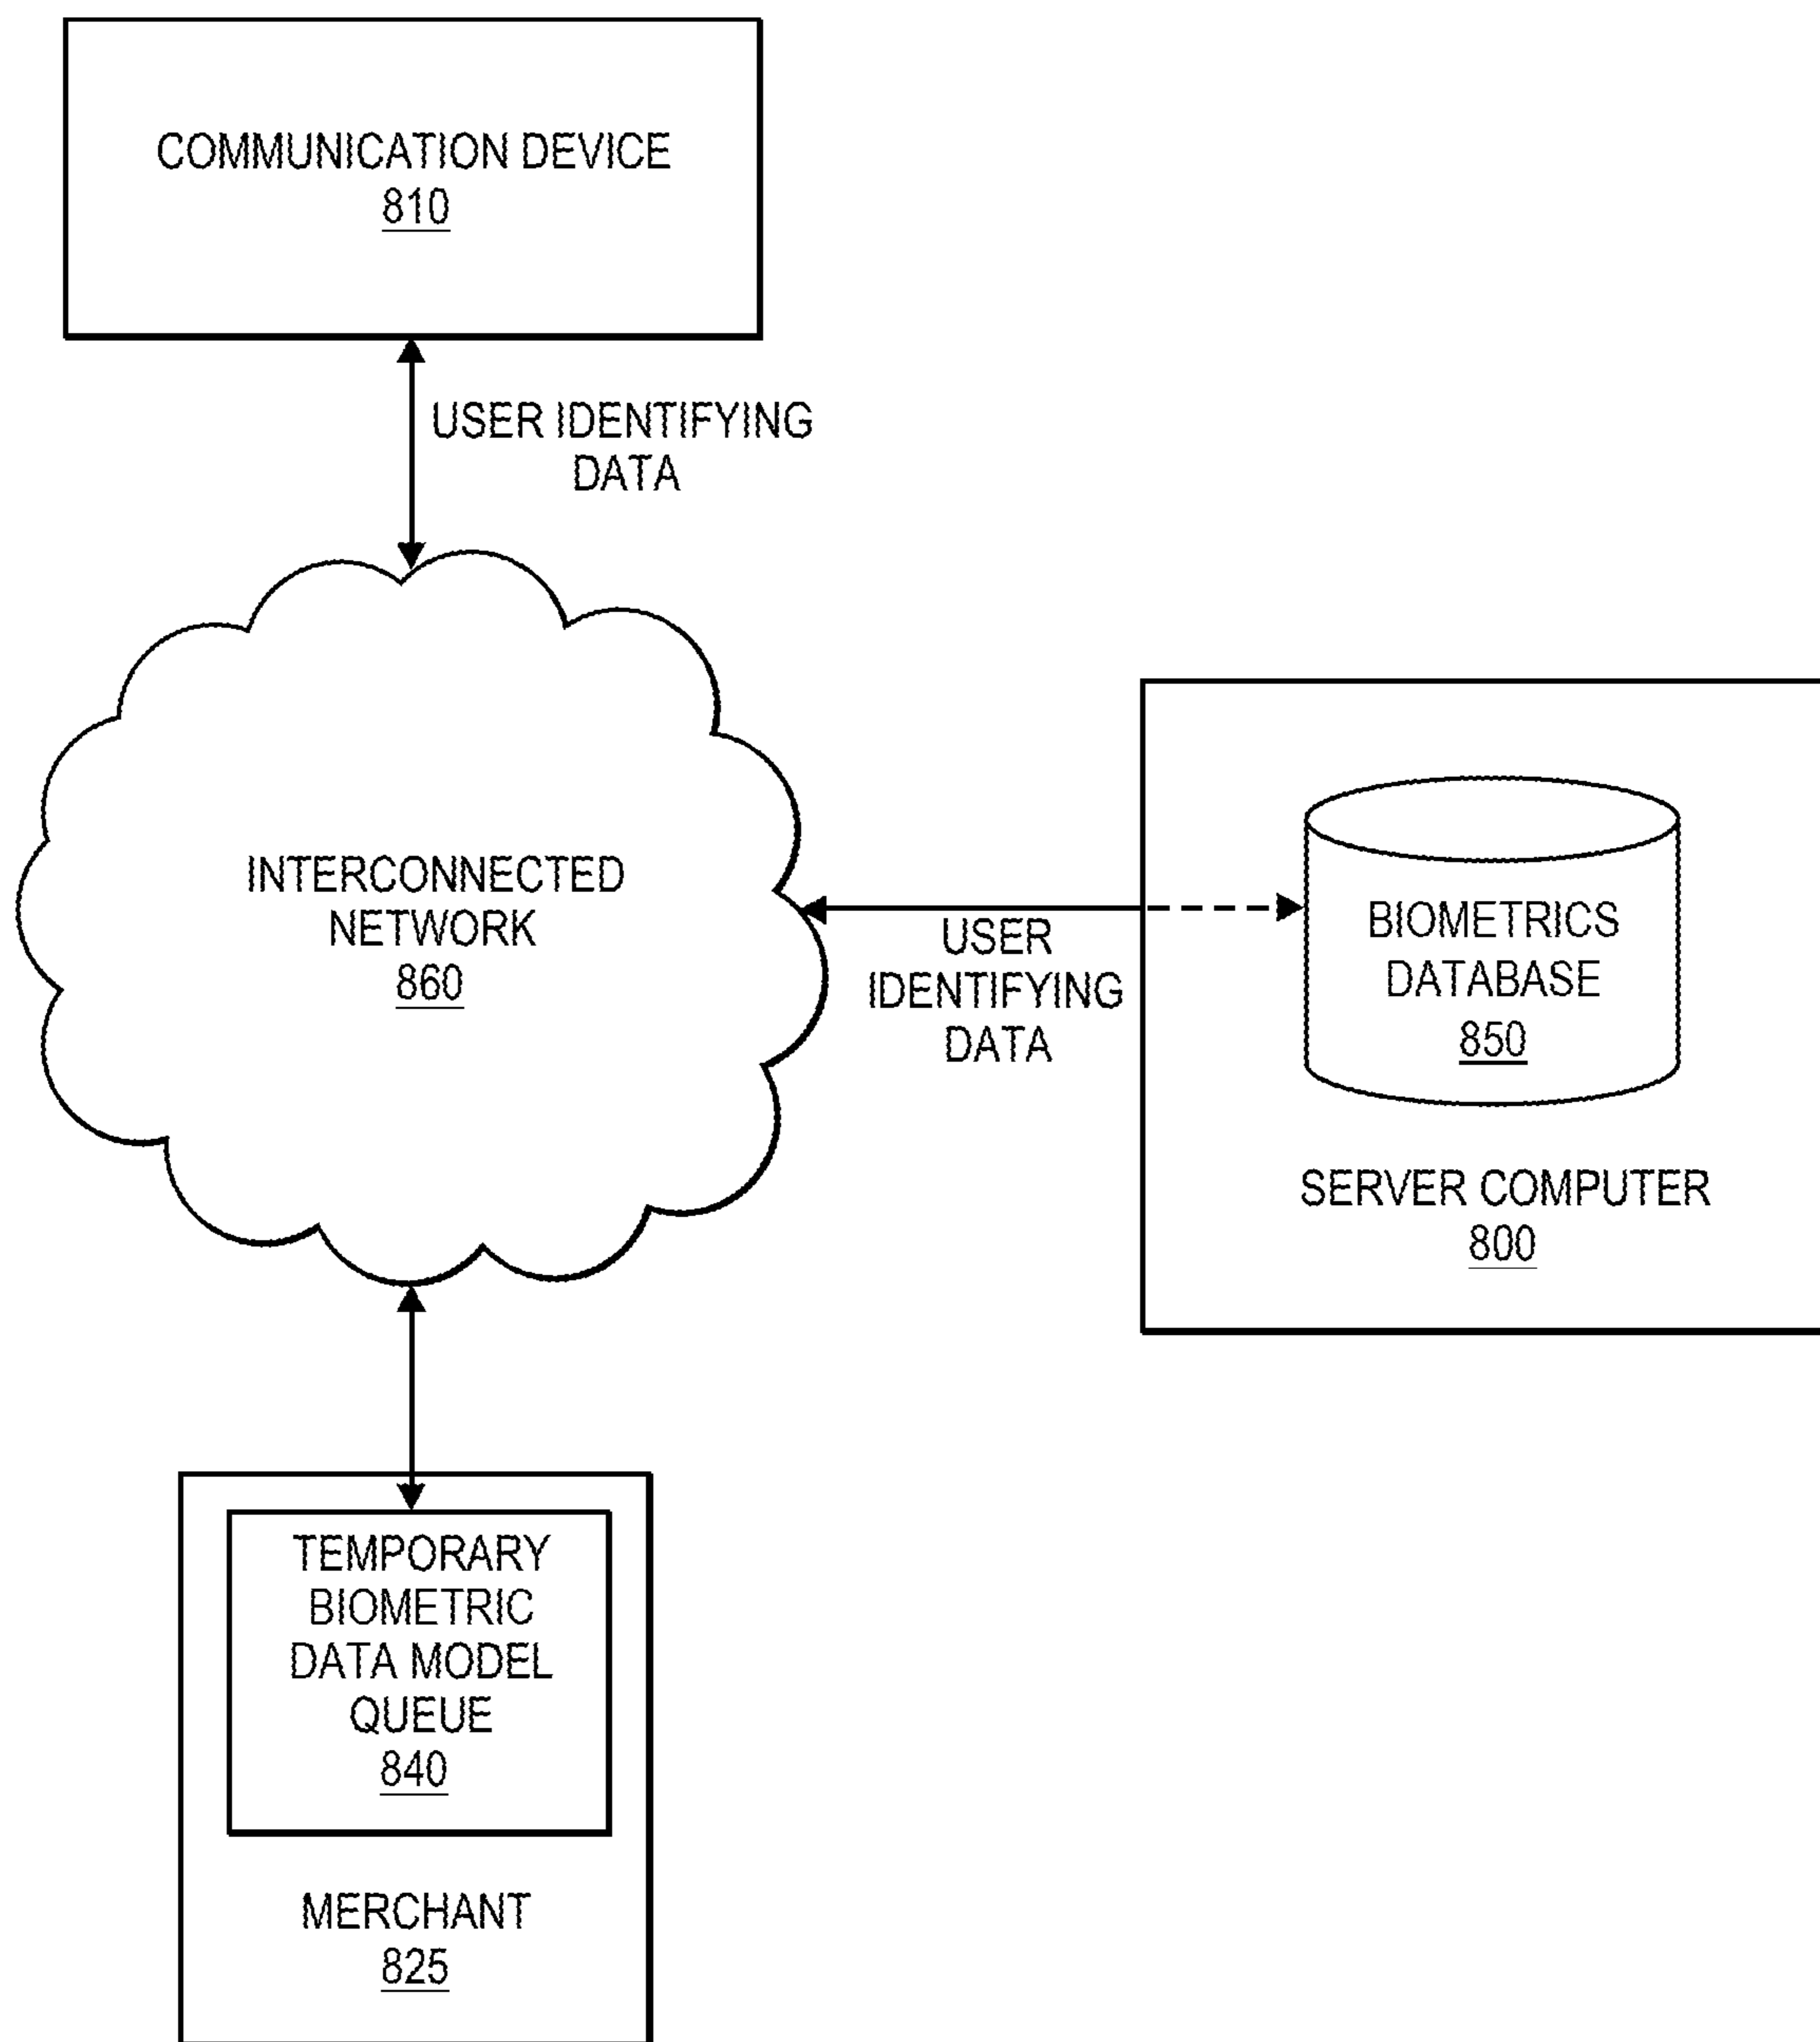 COMMUNICATION DEVICE
810
USER IDENTIFYING
DATA
INTERCONNECTED
NETWORK
860
USER
IDENTIFYING
DATA
BIOMETRICS
DATABASE
850
SERVER COMPUTER
800
TEMPORARY
BIOMETRIC
DATA MODEL
QUEUE
840
MERCHANT
825